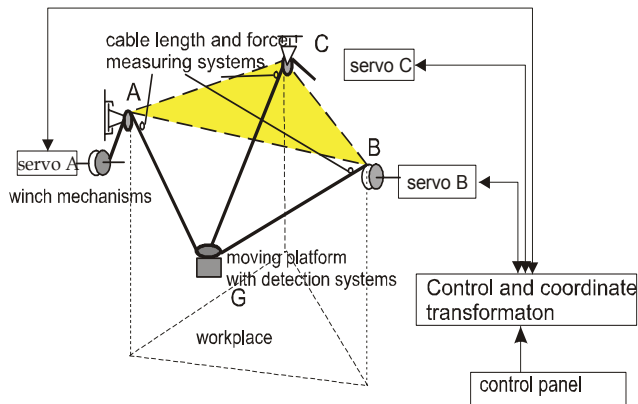 cable length and force
measuring systems
C
servo C
A
B
servo A
winch mechanisms
servo B
moving platform
with detection systems
G
workplace
Control and coordinate
transformaton
control panel